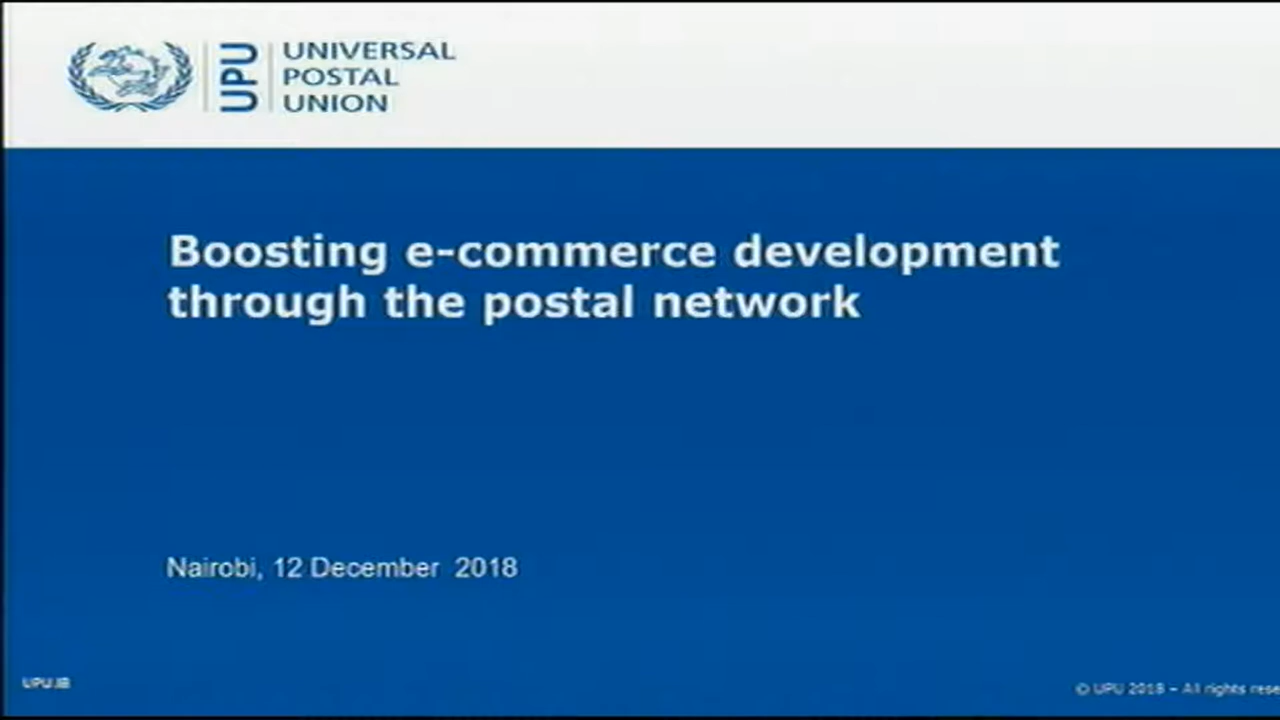 UPU
UNIVERSAL
POSTAL
UNION
Boosting e-commerce development
through the postal network
Nairobi, 12 December 2018
UPU.IB
© UPU 2018 – All rights rese